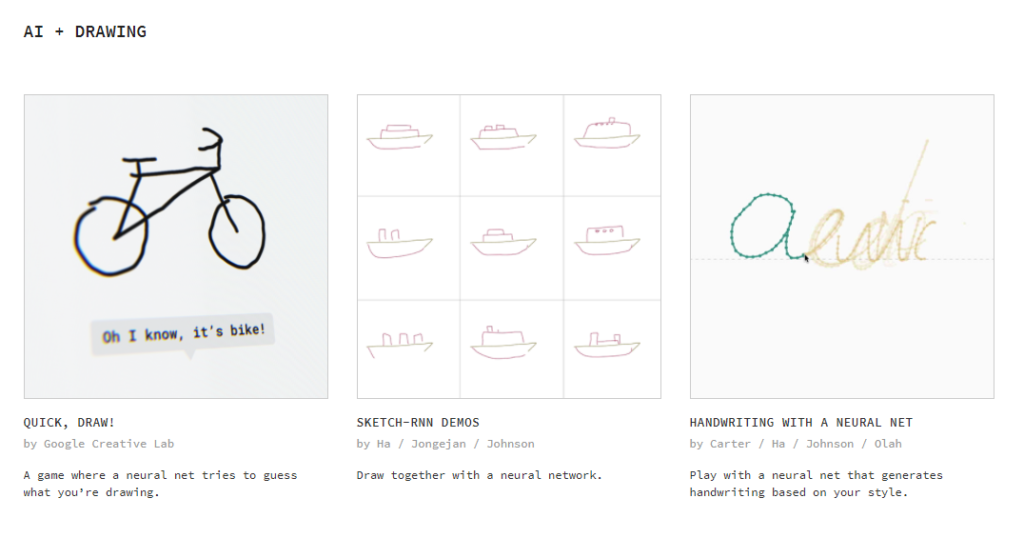 AI + DRAWING
Oh I know, it's bike!
QUICK, DRAW!
by Google Creative Lab
A game where a neural net tries to guess
what you're drawing.
SKETCH-RNN DEMOS
by Ha / Jongejan / Johnson
Draw together with a neural network.
a
HANDWRITING WITH A NEURAL NET
by Carter / Ha / Johnson / Olah
Play with a neural net that generates
handwriting based on your style.